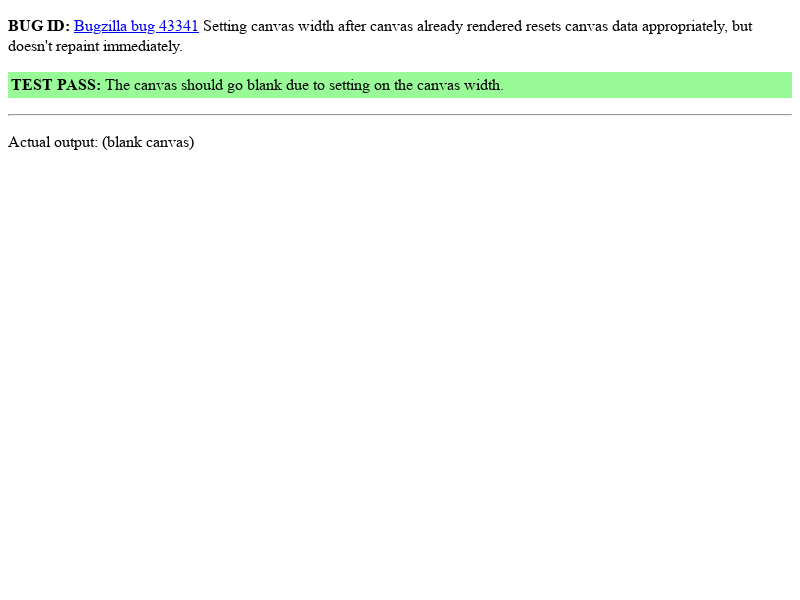 BUG ID: Bugzilla bug 43341 Setting canvas width after canvas already rendered resets canvas data appropriately, but
doesn't repaint immediately.
TEST PASS: The canvas should go blank due to setting on the canvas width.
Actual output: (blank canvas)